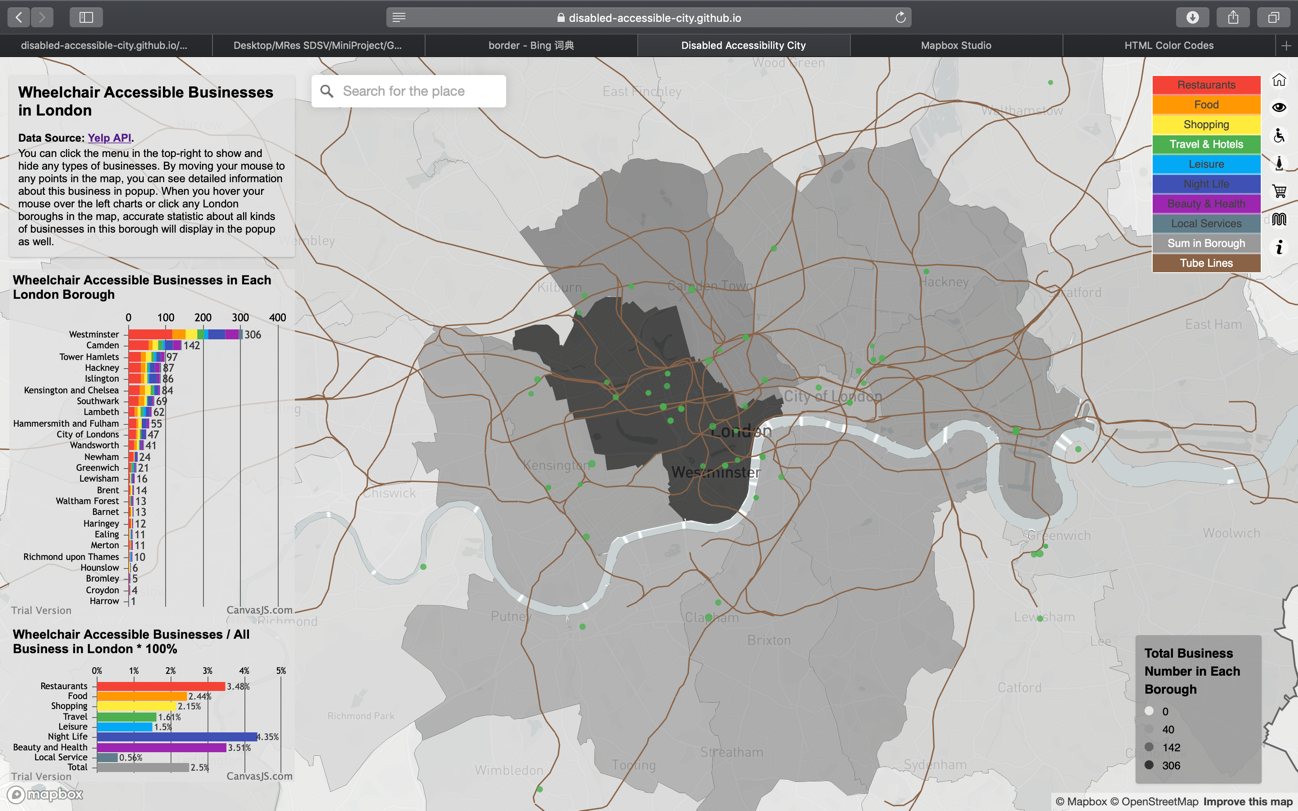 disabled-accessible-city.github.io
disabled-accessible-city.github.io/...
Desktop/MRes SDSV/MiniProject/G...
border - Bing 词典
Disabled Accessibility City
Mapbox Studio
HTML Color Codes
Wheelchair Accessible Businesses
in London
Data Source: Yelp API.
You can click the menu in the top-right to show and
hide any types of businesses. By moving your mouse to
any points in the map, you can see detailed information
about this business in popup. When you hover your
mouse over the left charts or click any London
boroughs in the map, accurate statistic about all kinds
of businesses in this borough will display in the popup
as well.
Search for the place
Wheelchair Accessible Businesses in Each
London Borough
0 100 200 300 400
Westminster 306
Camden 142
Tower Hamlets 97
Hackney 87
Islington 86
Kensington and Chelsea 84
Southwark 69
Lambeth 62
Hammersmith and Fulham 55
City of Londons 47
Wandsworth 41
Newham 24
Greenwich 21
Lewisham 16
Brent 14
Waltham Forest 13
Barnet 13
Haringey 12
Ealing 11
Merton 11
Richmond upon Thames 10
Hounslow 6
Bromley 5
Croydon 4
Harrow 1
Trial Version CanvasJS.com
Wheelchair Accessible Businesses / All
Business in London * 100%
0% 1% 2% 3% 4% 5%
Restaurants 3.48%
Food 2.44%
Shopping 2.15%
Travel 1.61%
Leisure 1.5%
Night Life 4.35%
Beauty and Health 3.51%
Local Service 0.56%
Total 2.5%
Trial Version CanvasJS.com
mapbox
Wood Green
East Finchley
Walthamstow
Wembley
Kilburn
Camden Town
Hackney
Stratford
East Ham
City of London
London
Kensington
Westminster
Chiswick
Greenwich
Woolwich
Putney
Clapham
Lewisham
Richmond
Brixton
Lee
Catford
Richmond Park
Streatham
Tooting
Wimbledon
Sydenham
Restaurants
Food
Shopping
Travel & Hotels
Leisure
Night Life
Beauty & Health
Local Services
Sum in Borough
Tube Lines
Total Business
Number in Each
Borough
0
40
142
306
© Mapbox © OpenStreetMap Improve this map